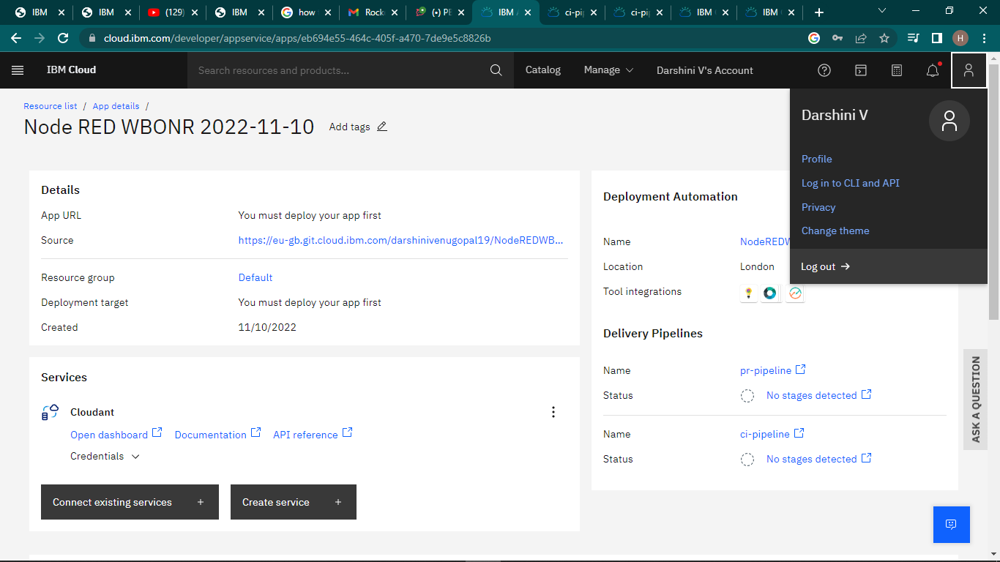 IBM
IBM
(129)
IBM
how
Rock
(•) PE
IBM
ci-pi
ci-pi
IBM
IBM
cloud.ibm.com/developer/appservice/apps/eb694e55-464c-405f-a470-7de9e5c8826b
H
IBM Cloud
Search resources and products...
Catalog
Manage
Darshini V's Account
Darshini V
Profile
Log in to CLI and API
Privacy
Change theme
Log out →
Resource list / App details /
Node RED WBONR 2022-11-10 Add tags
Details
App URL You must deploy your app first
Source https://eu-gb.git.cloud.ibm.com/darshinivenugopal19/NodeREDWB...
Resource group Default
Deployment target You must deploy your app first
Created 11/10/2022
Services
Cloudant
Open dashboard Documentation API reference
Credentials
Connect existing services +
Create service +
Deployment Automation
Name NodeREDW
Location London
Tool integrations
Delivery Pipelines
Name pr-pipeline
Status No stages detected
Name ci-pipeline
Status No stages detected
ASK A QUESTION